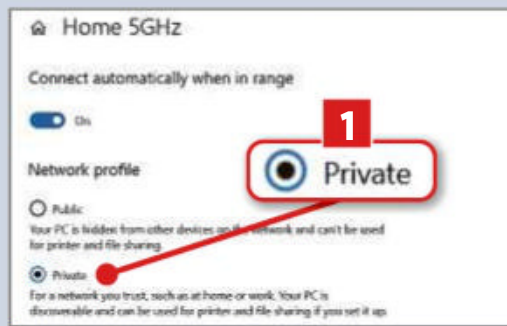 Home 5GHz
Connect automatically when in range
On
1
Private
Network profile
Public
Your PC is hidden from other devices on the network and can't be used
for printer and file sharing.
Private
For a network you trust, such as at home or work. Your PC is
discoverable and can be used for printer and file sharing if you set it up.